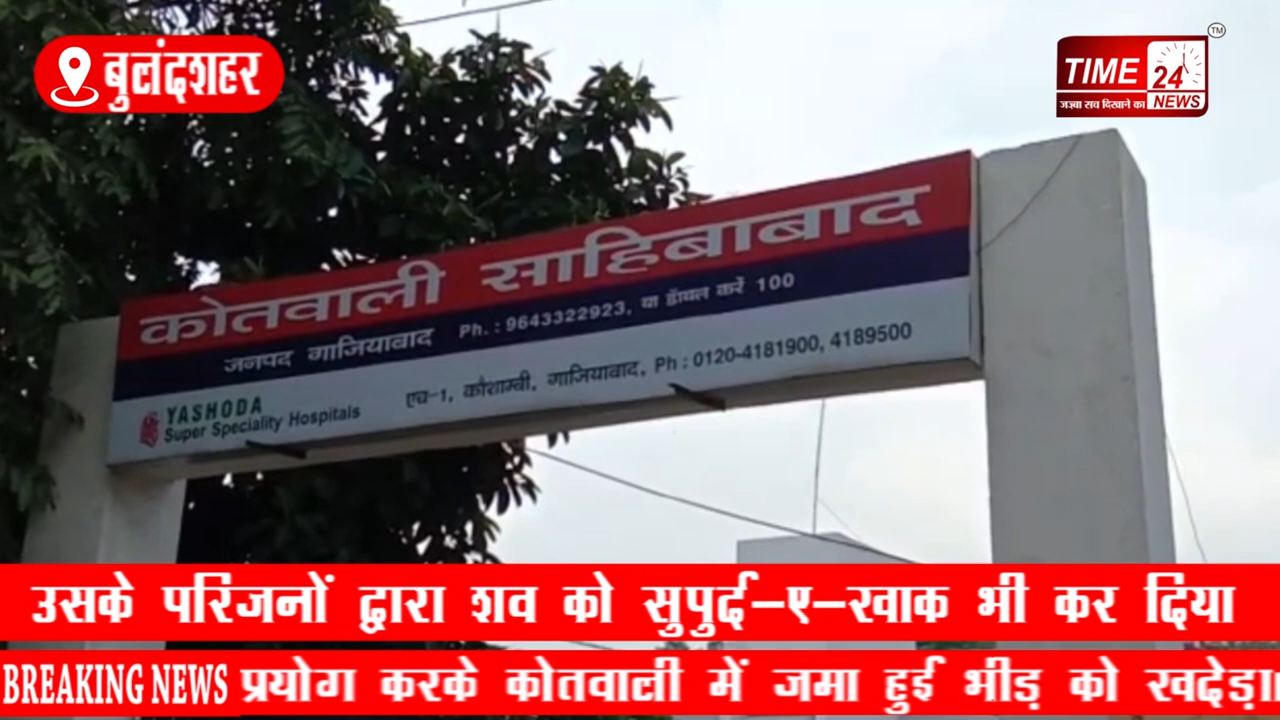 बुलंदशहर
TM
TIME 24 NEWS
जज़्बा सच दिखाने का
कोतवाली साहिबाबाद
जनपद गाजियाबाद Ph. : 9643322923, या डॅायल करें 100
YASHODA
Super Speciality Hospitals
एच-1, कौशाम्बी, गाजियाबाद, Ph : 0120-4181900, 4189500
उसके परिजनों द्वारा शव को सुपुर्द-ए-खाक भी कर दिया
BREAKING NEWS प्रयोग करके कोतवाली में जमा हुई भीड़ को खदेड़ा।